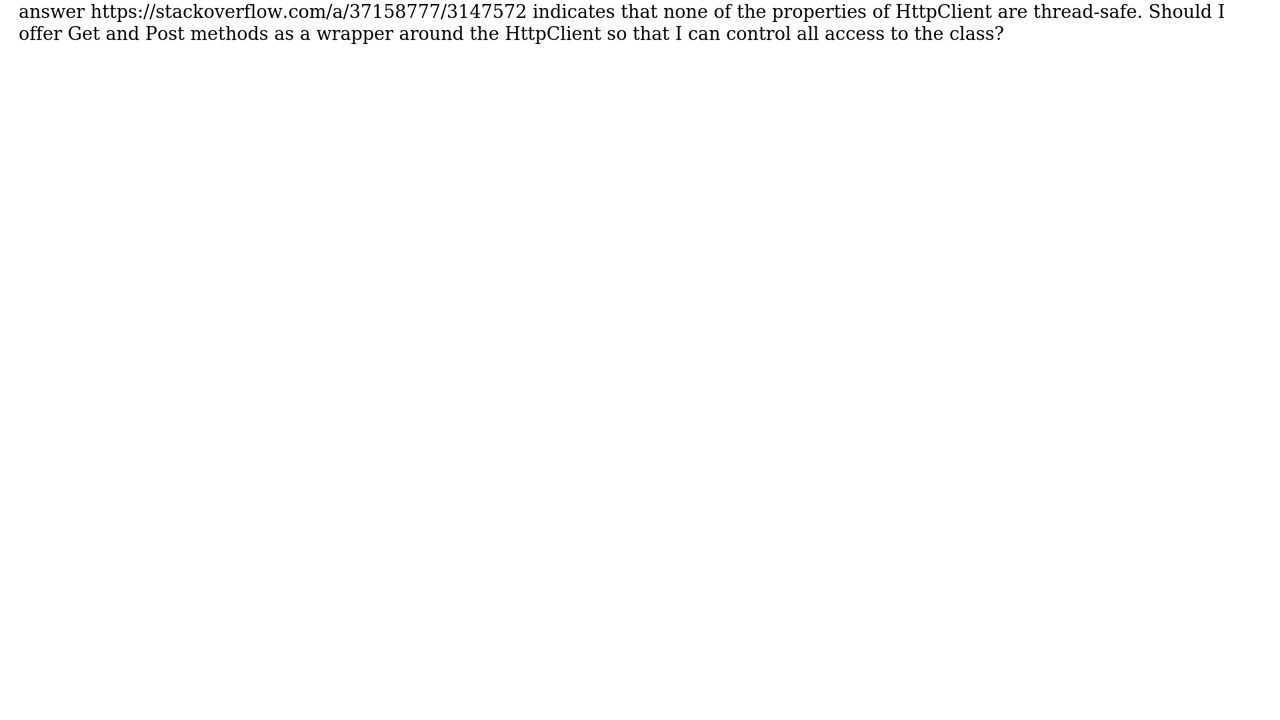 answer https://stackoverflow.com/a/37158777/3147572 indicates that none of the properties of HttpClient are thread-safe. Should I
offer Get and Post methods as a wrapper around the HttpClient so that I can control all access to the class?